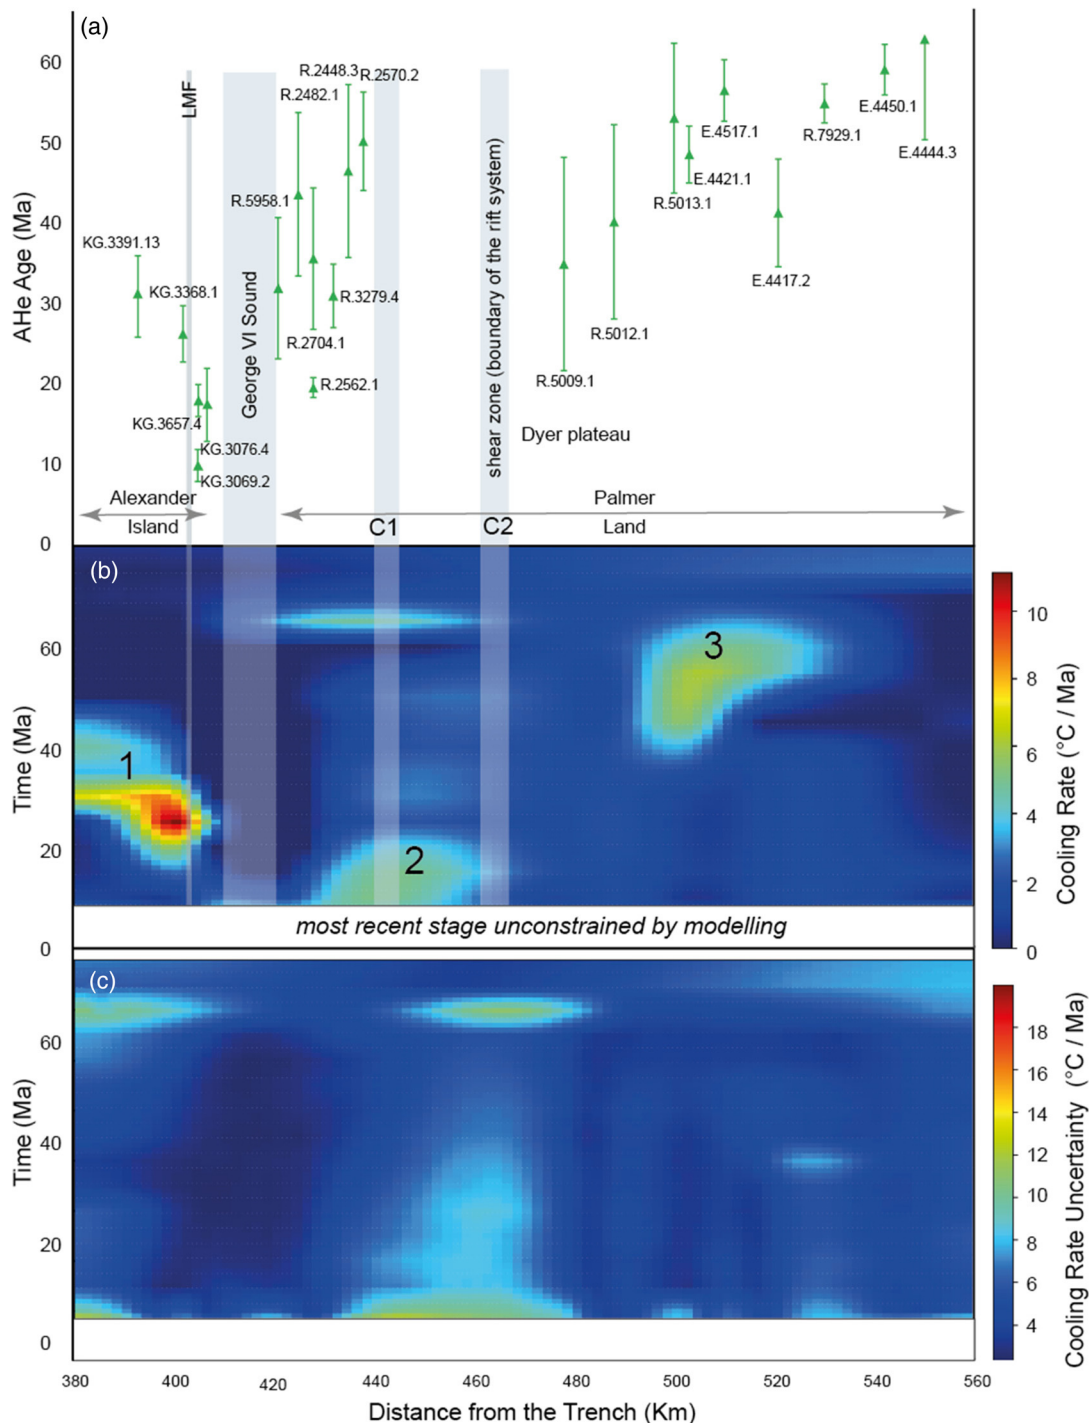 (a)
LMF
George VI Sound
shear zone (boundary of the rift system)
R.2448.3
R.2570.2
R.2482.1
R.5958.1
R.3279.4
R.2704.1
R.2562.1
KG.3391.13
KG.3368.1
KG.3657.4
KG.3076.4
KG.3069.2
E.4517.1
E.4421.1
R.5013.1
R.7929.1
E.4450.1
E.4444.3
E.4417.2
R.5012.1
R.5009.1
Dyer plateau
Alexander
Island
Palmer
Land
C1
C2
AHe Age (Ma)
60
50
40
30
20
10
0
(b)
1
2
3
Time (Ma)
60
40
20
0
most recent stage unconstrained by modelling
Cooling Rate (°C / Ma)
10
8
6
4
2
0
(c)
Time (Ma)
60
40
20
0
Cooling Rate Uncertainty (°C / Ma)
18
16
14
12
10
8
6
4
380 400 420 440 460 480 500 520 540 560
Distance from the Trench (Km)